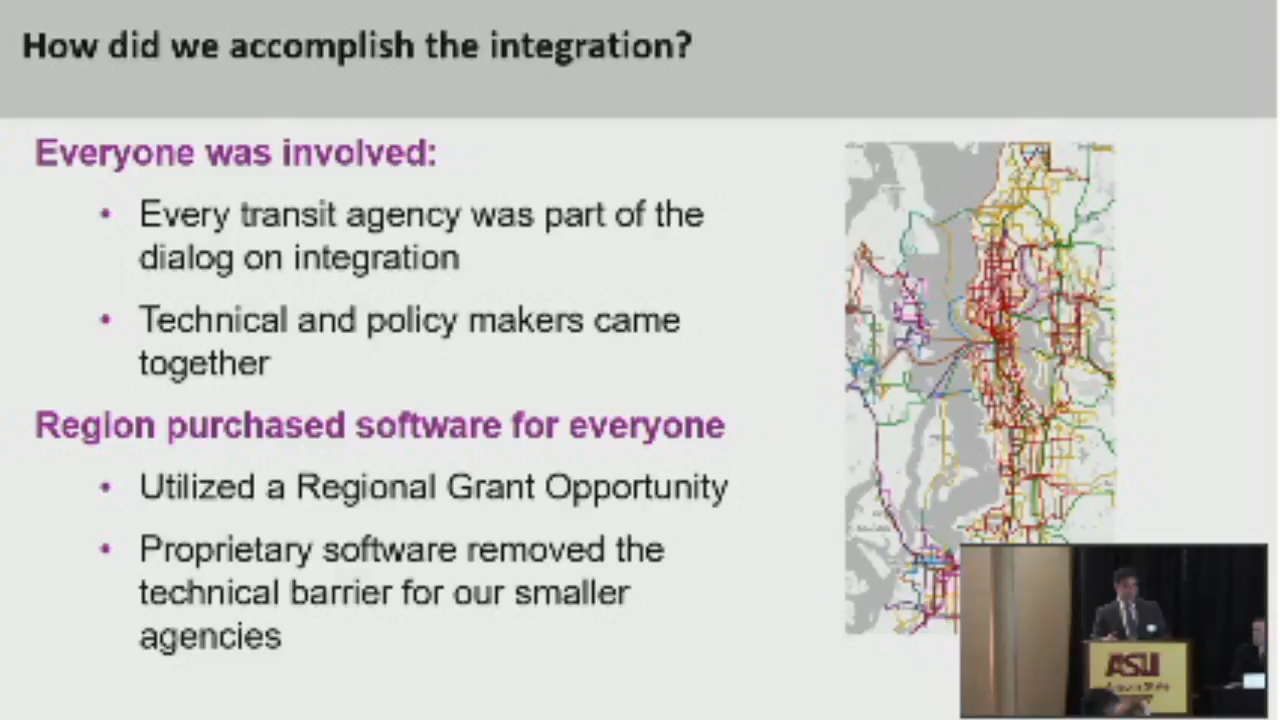 How did we accomplish the integration?
Everyone was involved:
• Every transit agency was part of the
dialog on integration
• Technical and policy makers came
together
Region purchased software for everyone
• Utilized a Regional Grant Opportunity
• Proprietary software removed the
technical barrier for our smaller
agencies
ASU